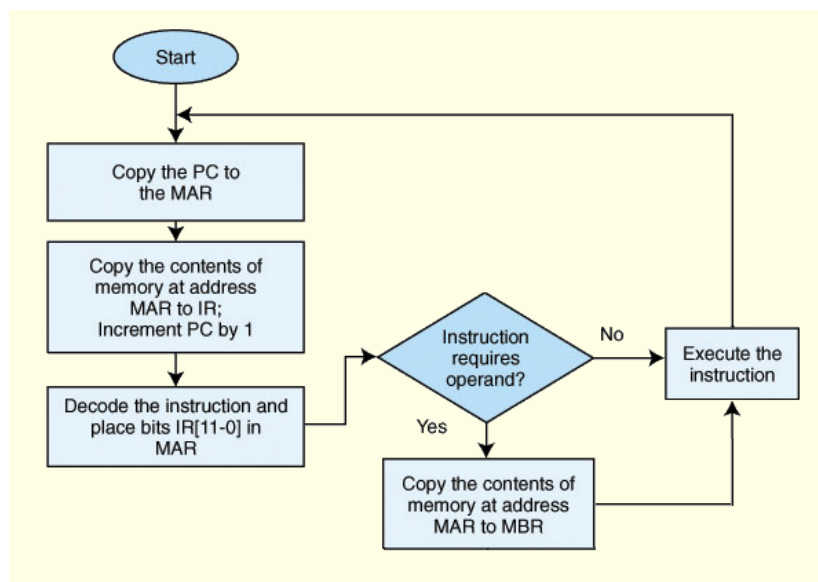 Start
Copy the PC to
the MAR
Copy the contents of
memory at address
MAR to IR;
Increment PC by 1
Decode the instruction and
place bits IR[11-0] in
MAR
Instruction
requires
operand?
No
Yes
Execute the
instruction
Copy the contents of
memory at address
MAR to MBR